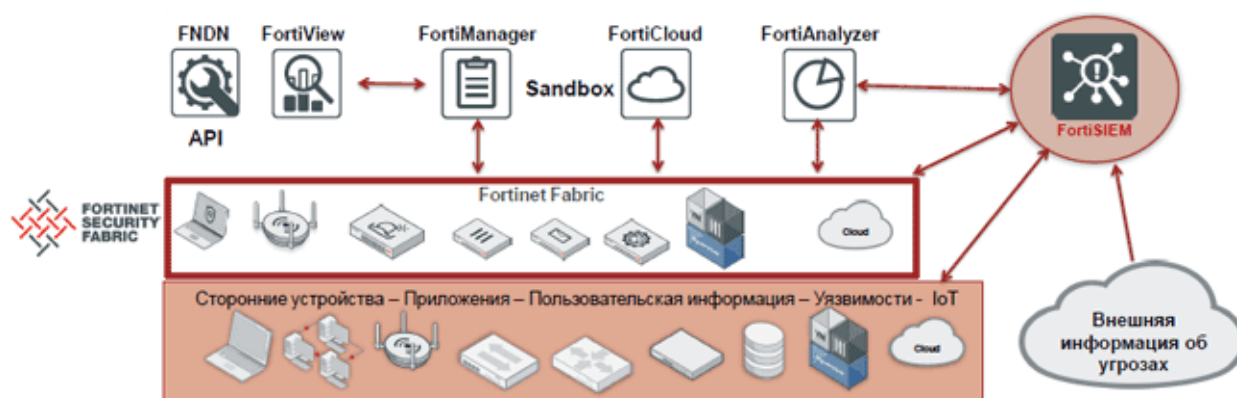 FNDN
FortiView
FortiManager
FortiCloud
FortiAnalyzer
Sandbox
API
FortiSIEM
FORTINET
SECURITY
FABRIC
Fortinet Fabric
Cloud
Сторонние устройства – Приложения – Пользовательская информация – Уязвимости - IoT
Cloud
Внешняя
информация об
угрозах